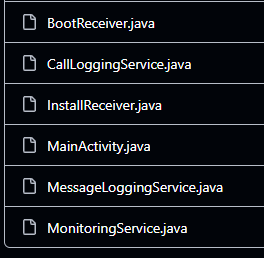 BootReceiver.java
CallLoggingService.java
InstallReceiver.java
MainActivity.java
MessageLoggingService.java
MonitoringService.java